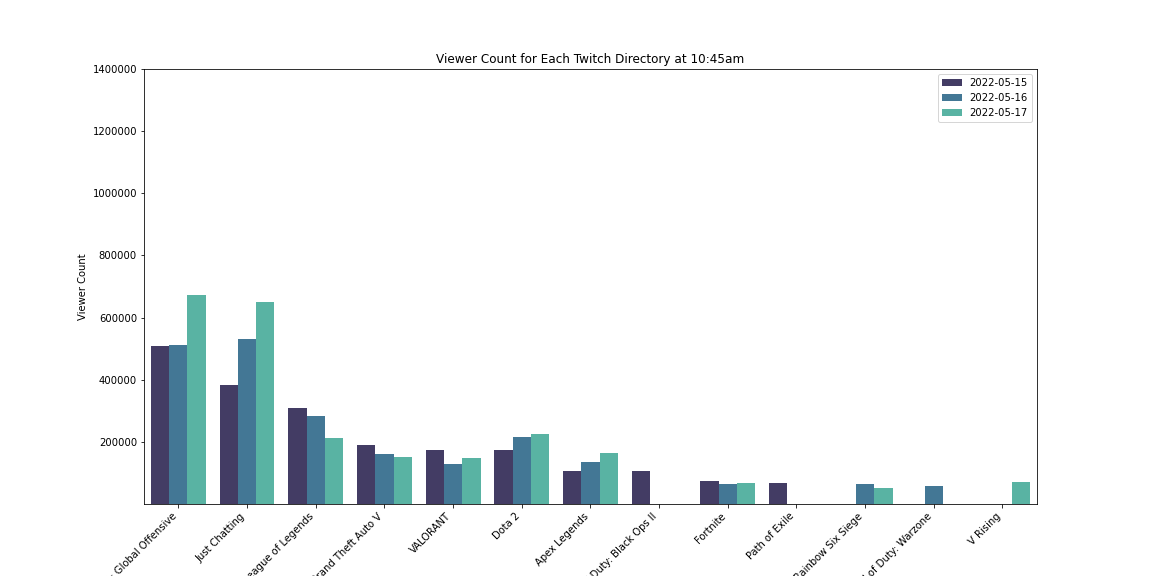 Viewer Count for Each Twitch Directory at 10:45am
2022-05-15
2022-05-16
2022-05-17
Viewer Count
1400000
1200000
1000000
800000
600000
400000
200000
Global Offensive
Just Chatting
eague of Legends
rand Theft Auto V
VALORANT
Dota 2
Apex Legends
Duty: Black Ops II
Fortnite
Path of Exile
Rainbow Six Siege
of Duty: Warzone
V Rising